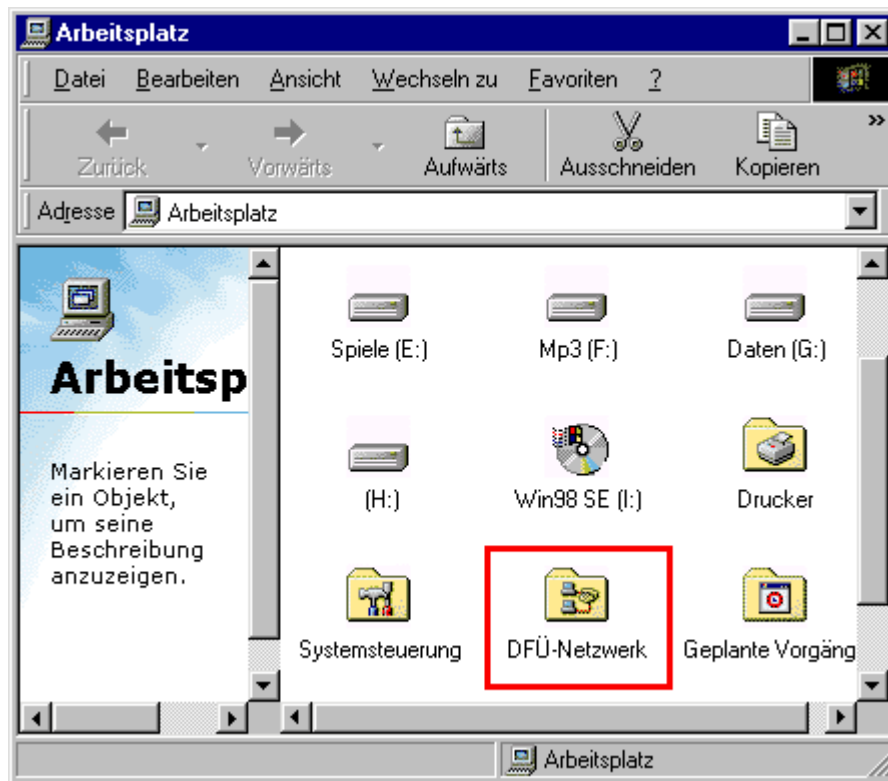 Arbeitsplatz
Datei Bearbeiten Ansicht Wechseln zu Favoriten ?
Zurück Vorwärts Aufwärts Ausschneiden Kopieren »
Adresse Arbeitsplatz
Arbeitsp
Markieren Sie
ein Objekt,
um seine
Beschreibung
anzuzeigen.
Spiele (E:) Mp3 (F:) Daten (G:)
(H:) Win98 SE (I:) Drucker
Systemsteuerung DFÜ-Netzwerk Geplante Vorgäng
Arbeitsplatz